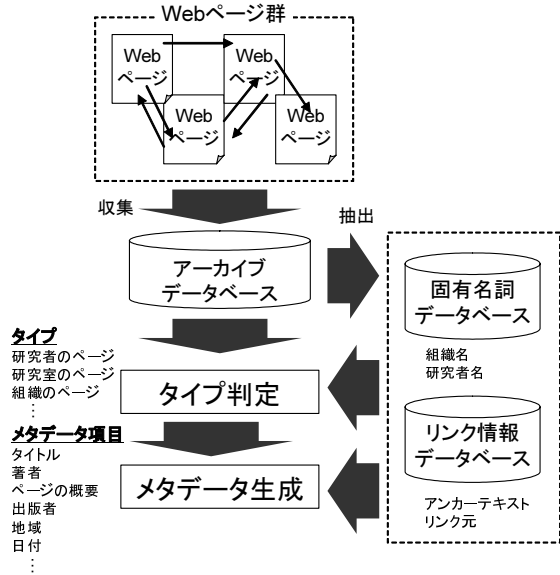 Webページ群
Web
ページ
Web
ページ
Web
ページ
Web
ページ
収集
抽出
アーカイブ
データベース
固有名詞
データベース
組織名
研究者名
タイプ
研究者のページ
研究室のページ
組織のページ
…
タイプ判定
リンク情報
データベース
アンカーテキスト
リンク元
メタデータ項目
タイトル
著者
ページの概要
出版者
地域
日付
…
メタデータ生成